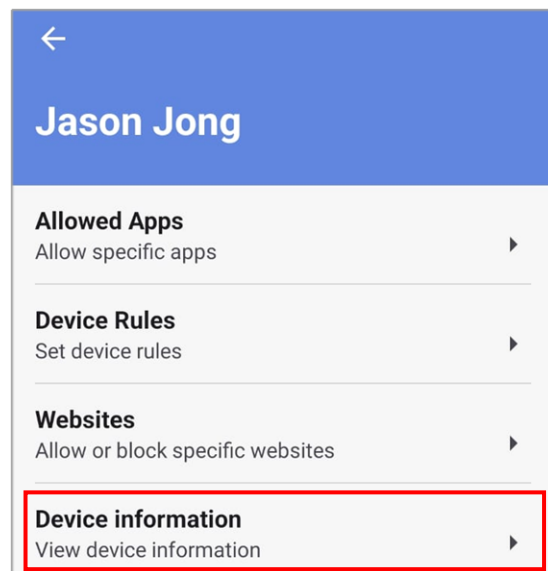 Jason Jong
Allowed Apps
Allow specific apps
Device Rules
Set device rules
Websites
Allow or block specific websites
Device information
View device information